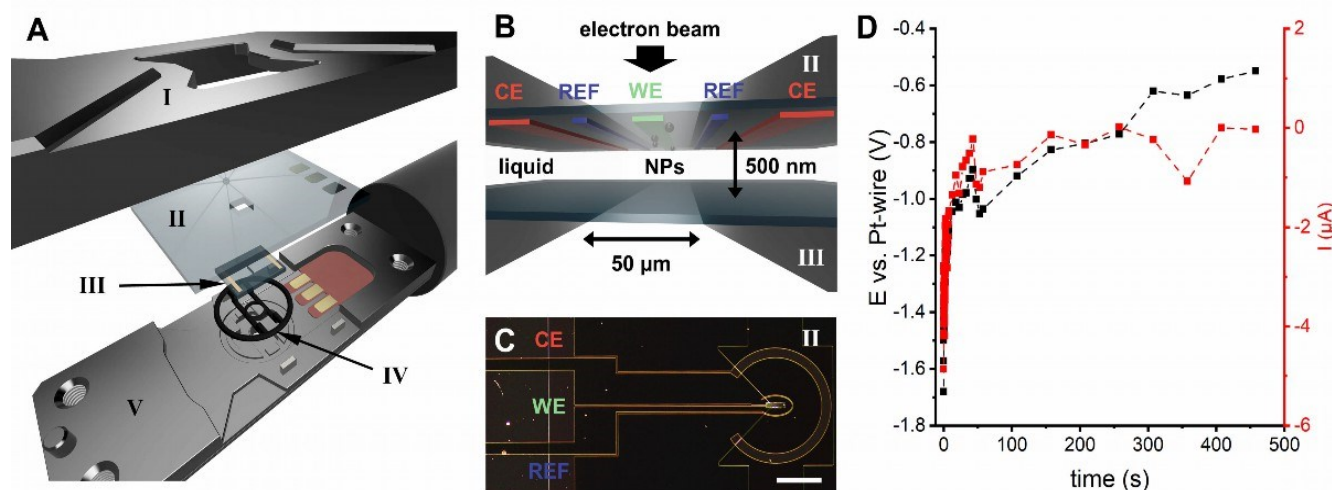 A
I
II
III
IV
V
B
electron beam
II
CE REF WE REF CE
liquid NPs 500 nm
50 μm
III
C
CE
II
WE
REF
D
-0.4
-0.6
-0.8
-1.0
-1.2
-1.4
-1.6
-1.8
E vs. Pt-wire (V)
0 100 200 300 400 500
time (s)
2
0
-2
-4
-6
I (μA)